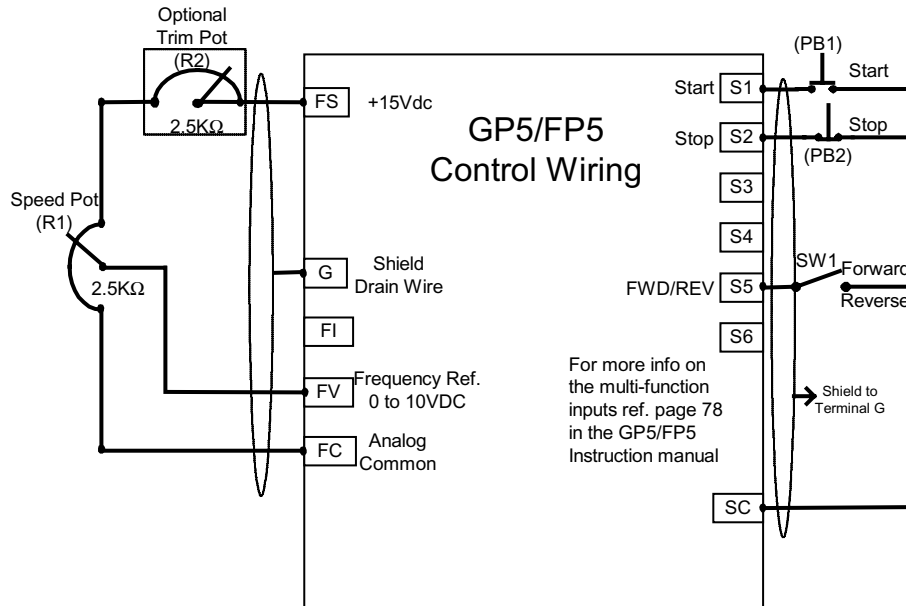 Optional
Trim Pot
(R2)
2.5KΩ
Speed Pot
(R1)
2.5KΩ
FS
+15Vdc
G
Shield
Drain Wire
FI
FV
Frequency Ref.
0 to 10VDC
FC
Analog
Common
GP5/FP5
Control Wiring
Start
S1
Stop
S2
S3
S4
FWD/REV
S5
S6
For more info on
the multi-function
inputs ref. page 78
in the GP5/FP5
Instruction manual
SC
(PB1)
Start
Stop
(PB2)
SW1
Forward
Reverse
Shield to
Terminal G